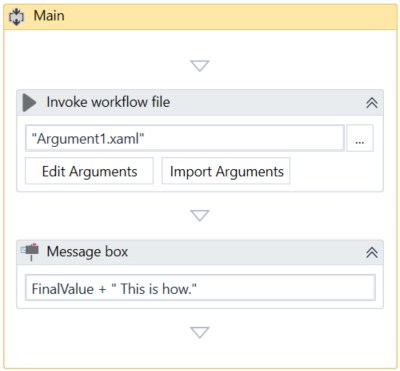 Main
Invoke workflow file
"Argument1.xaml"
...
Edit Arguments Import Arguments
Message box
FinalValue + " This is how."